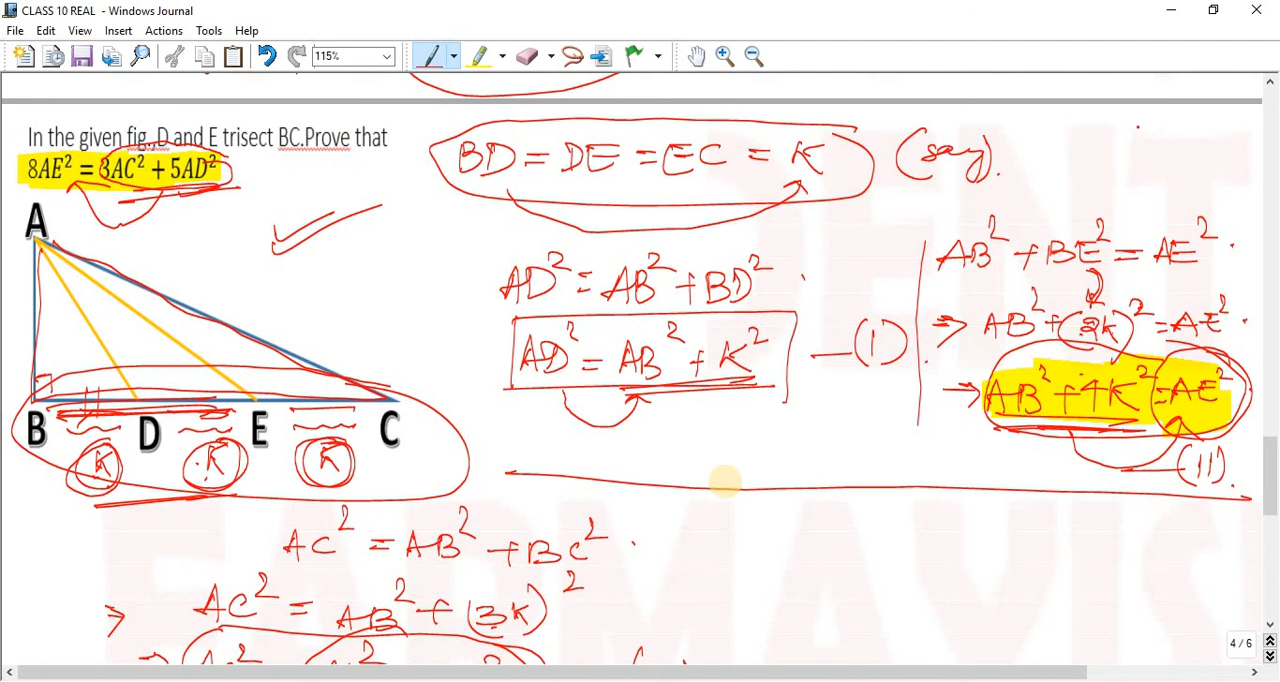 CLASS 10 REAL - Windows Journal
File Edit View Insert Actions Tools Help
115%
In the given fig.,D and E trisect BC.Prove that
8AE² = 3AC² + 5AD²
BD = DE = EC = K (say).
A
B D E C
K K K
AD² = AB² + BD²
AD² = AB² + K² — (1)
AB² + BE² = AE².
⇒ AB² + (2K)² = AE².
⇒ AB² + 4K² = AE²
— (11).
AC² = AB² + BC².
⇒ AC² = AB² + (3K)²
4 / 6